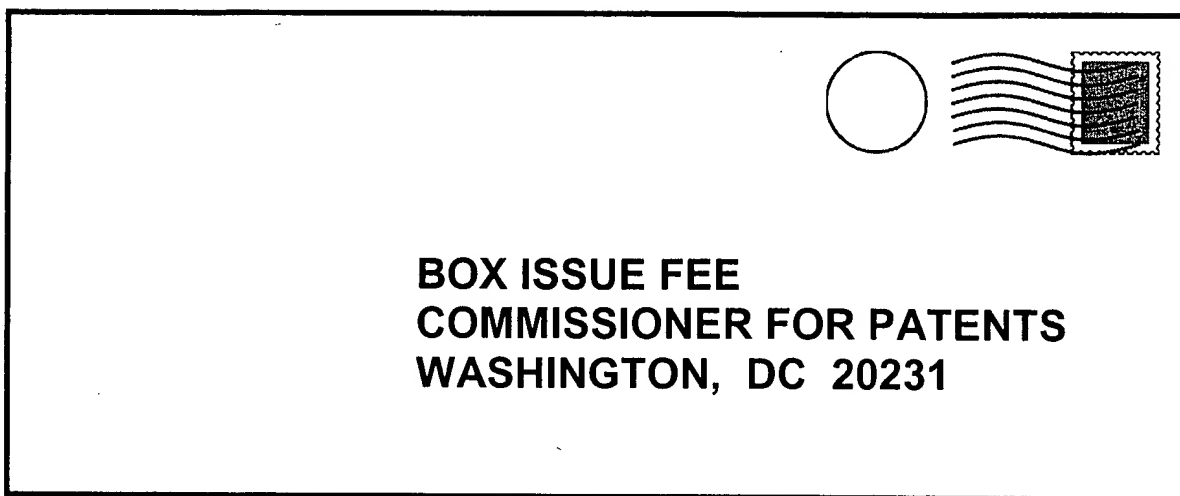 BOX ISSUE FEE
COMMISSIONER FOR PATENTS
WASHINGTON, DC 20231